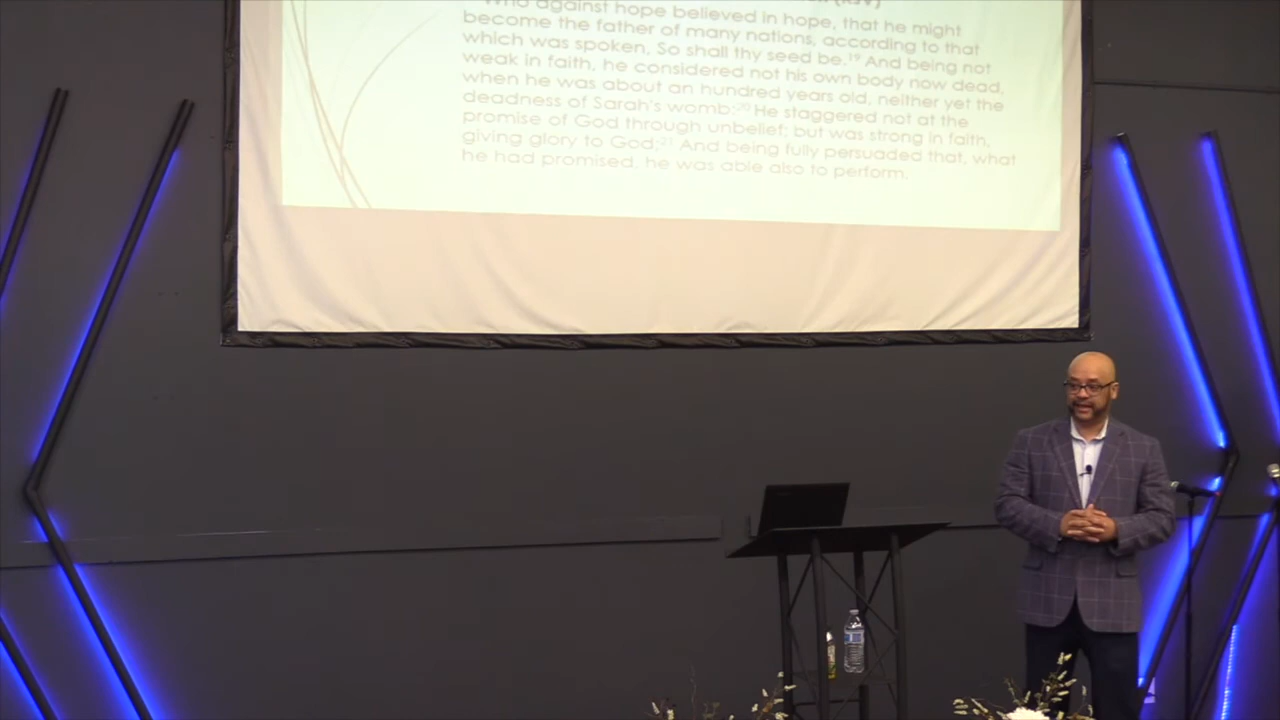 Who against hope believed in hope, that he might
become the father of many nations, according to that
which was spoken, So shall thy seed be.19 And being not
weak in faith, he considered not his own body now dead,
when he was about an hundred years old, neither yet the
deadness of Sarah's womb:20 He staggered not at the
promise of God through unbelief; but was strong in faith,
giving glory to God;21 And being fully persuaded that, what
he had promised, he was able also to perform.